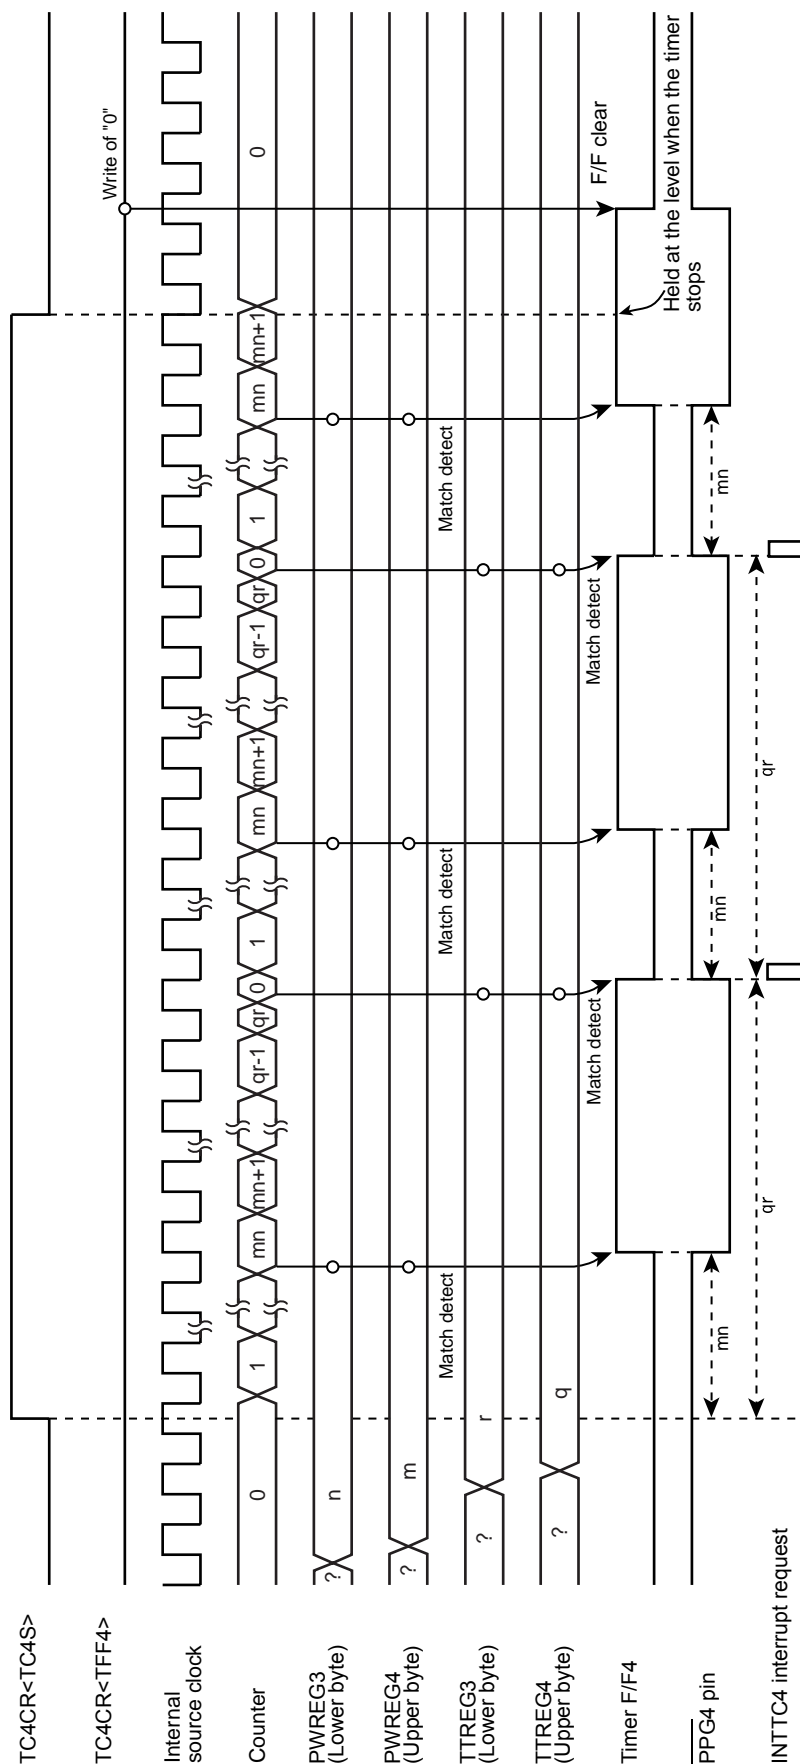 TC4CR<TC4S>
TC4CR<TFF4>
Write of "0"
Internal
source clock
Counter
0 1 mn mn+1 qr-1 qr 0 1 mn mn+1 qr-1 qr 0 1 mn mn+1 0
PWREG3
(Lower byte)
? n
PWREG4
(Upper byte)
? m
Match detect
Match detect
Match detect
TTREG3
(Lower byte)
? r
TTREG4
(Upper byte)
? q
Match detect
Match detect
F/F clear
Timer F/F4
Held at the level when the timer
stops
PPG4 pin
mn mn mn
qr qr
INTTC4 interrupt request